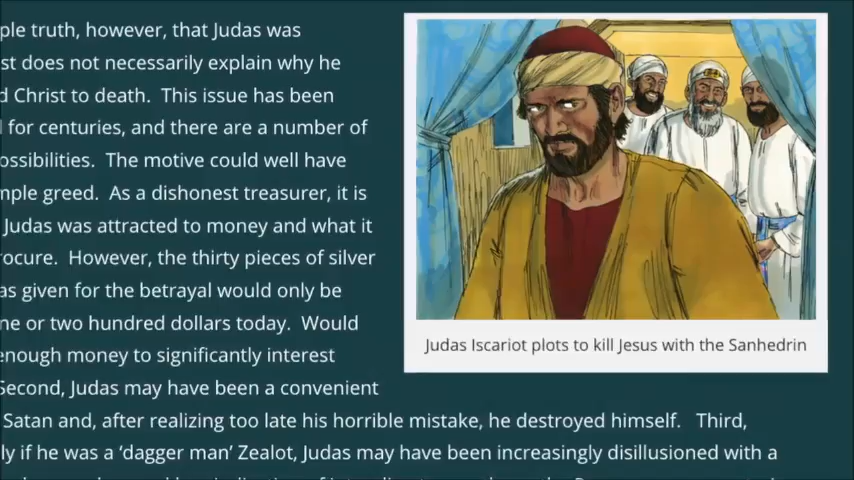 ple truth, however, that Judas was
st does not necessarily explain why he
d Christ to death.  This issue has been
for centuries, and there are a number of
ossibilities.  The motive could well have
mple greed.  As a dishonest treasurer, it is
Judas was attracted to money and what it
rocure.  However, the thirty pieces of silver
as given for the betrayal would only be
ne or two hundred dollars today.  Would
enough money to significantly interest
Second, Judas may have been a convenient
Satan and, after realizing too late his horrible mistake, he destroyed himself.   Third,
ly if he was a ‘dagger man’ Zealot, Judas may have been increasingly disillusioned with a
Judas Iscariot plots to kill Jesus with the Sanhedrin